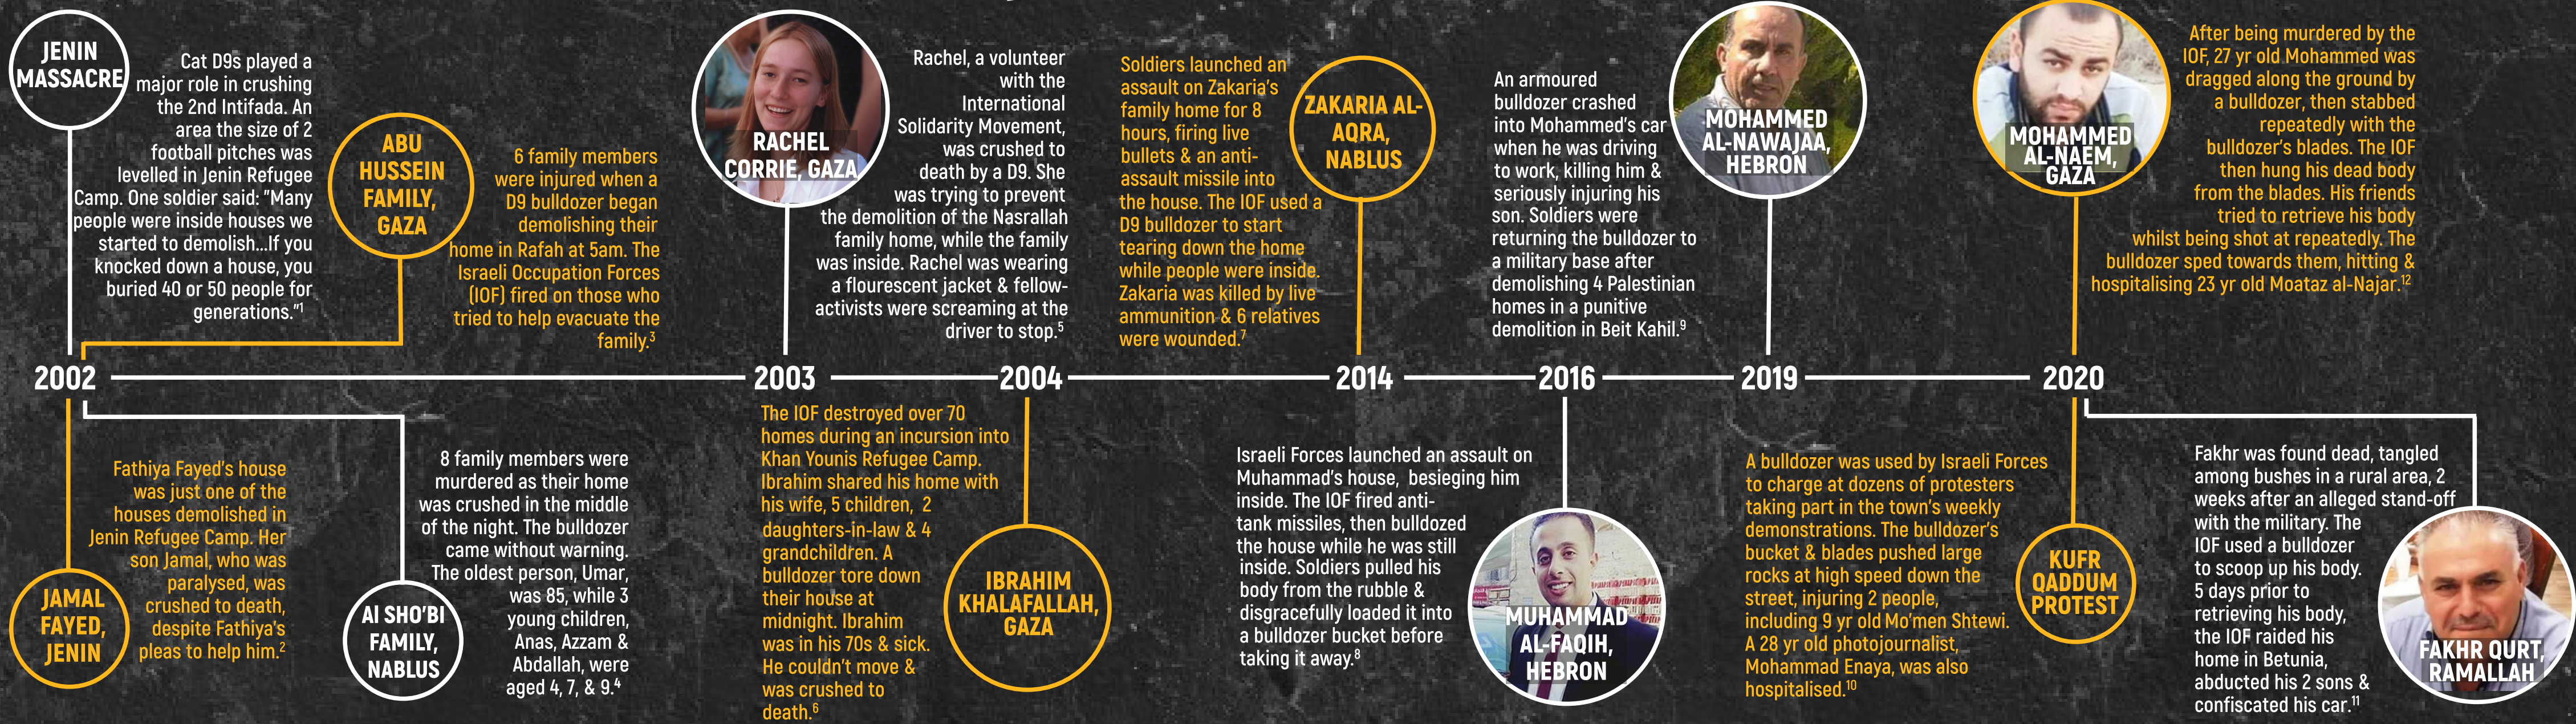 JENIN
MASSACRE
Cat D9s played a
major role in crushing
the 2nd Intifada. An
area the size of 2
football pitches was
levelled in Jenin Refugee
Camp. One soldier said: "Many
people were inside houses we
started to demolish...If you
knocked down a house, you
buried 40 or 50 people for
generations."1
ABU
HUSSEIN
FAMILY,
GAZA
6 family members
were injured when a
D9 bulldozer began
demolishing their
home in Rafah at 5am. The
Israeli Occupation Forces
(IOF) fired on those who
tried to help evacuate the
family.3
RACHEL
CORRIE, GAZA
Rachel, a volunteer
with the
International
Solidarity Movement,
was crushed to
death by a D9. She
was trying to prevent
the demolition of the Nasrallah
family home, while the family
was inside. Rachel was wearing
a flourescent jacket & fellow-
activists were screaming at the
driver to stop.5
Soldiers launched an
assault on Zakaria's
family home for 8
hours, firing live
bullets & an anti-
assault missile into
the house. The IOF used a
D9 bulldozer to start
tearing down the home
while people were inside.
Zakaria was killed by live
ammunition & 6 relatives
were wounded.7
ZAKARIA AL-
AQRA,
NABLUS
An armoured
bulldozer crashed
into Mohammed's car
when he was driving
to work, killing him &
seriously injuring his
son. Soldiers were
returning the bulldozer to
a military base after
demolishing 4 Palestinian
homes in a punitive
demolition in Beit Kahil.9
MOHAMMED
AL-NAWAJAA,
HEBRON
MOHAMMED
AL-NAEM,
GAZA
After being murdered by the
IOF, 27 yr old Mohammed was
dragged along the ground by
a bulldozer, then stabbed
repeatedly with the
bulldozer's blades. The IOF
then hung his dead body
from the blades. His friends
tried to retrieve his body
whilst being shot at repeatedly. The
bulldozer sped towards them, hitting &
hospitalising 23 yr old Moataz al-Najar.12
2002
2003
2004
2014
2016
2019
2020
Fathiya Fayed's house
was just one of the
houses demolished in
Jenin Refugee Camp. Her
son Jamal, who was
paralysed, was
crushed to death,
despite Fathiya's
pleas to help him.2
JAMAL
FAYED,
JENIN
Al SHO'BI
FAMILY,
NABLUS
8 family members were
murdered as their home
was crushed in the middle
of the night. The bulldozer
came without warning.
The oldest person, Umar,
was 85, while 3
young children,
Anas, Azzam &
Abdallah, were
aged 4, 7, & 9.4
The IOF destroyed over 70
homes during an incursion into
Khan Younis Refugee Camp.
Ibrahim shared his home with
his wife, 5 children, 2
daughters-in-law & 4
grandchildren. A
bulldozer tore down
their house at
midnight. Ibrahim
was in his 70s & sick.
He couldn't move &
was crushed to
death.6
IBRAHIM
KHALAFALLAH,
GAZA
Israeli Forces launched an assault on
Muhammad's house, besieging him
inside. The IOF fired anti-
tank missiles, then bulldozed
the house while he was still
inside. Soldiers pulled his
body from the rubble &
disgracefully loaded it into
a bulldozer bucket before
taking it away.8
MUHAMMAD
AL-FAQIH,
HEBRON
A bulldozer was used by Israeli Forces
to charge at dozens of protesters
taking part in the town's weekly
demonstrations. The bulldozer's
bucket & blades pushed large
rocks at high speed down the
street, injuring 2 people,
including 9 yr old Mo'men Shtewi.
A 28 yr old photojournalist,
Mohammad Enaya, was also
hospitalised.10
KUFR
QADDUM
PROTEST
Fakhr was found dead, tangled
among bushes in a rural area, 2
weeks after an alleged stand-off
with the military. The
IOF used a bulldozer
to scoop up his body.
5 days prior to
retrieving his body,
the IOF raided his
home in Betunia,
abducted his 2 sons &
confiscated his car.11
FAKHR QURT,
RAMALLAH